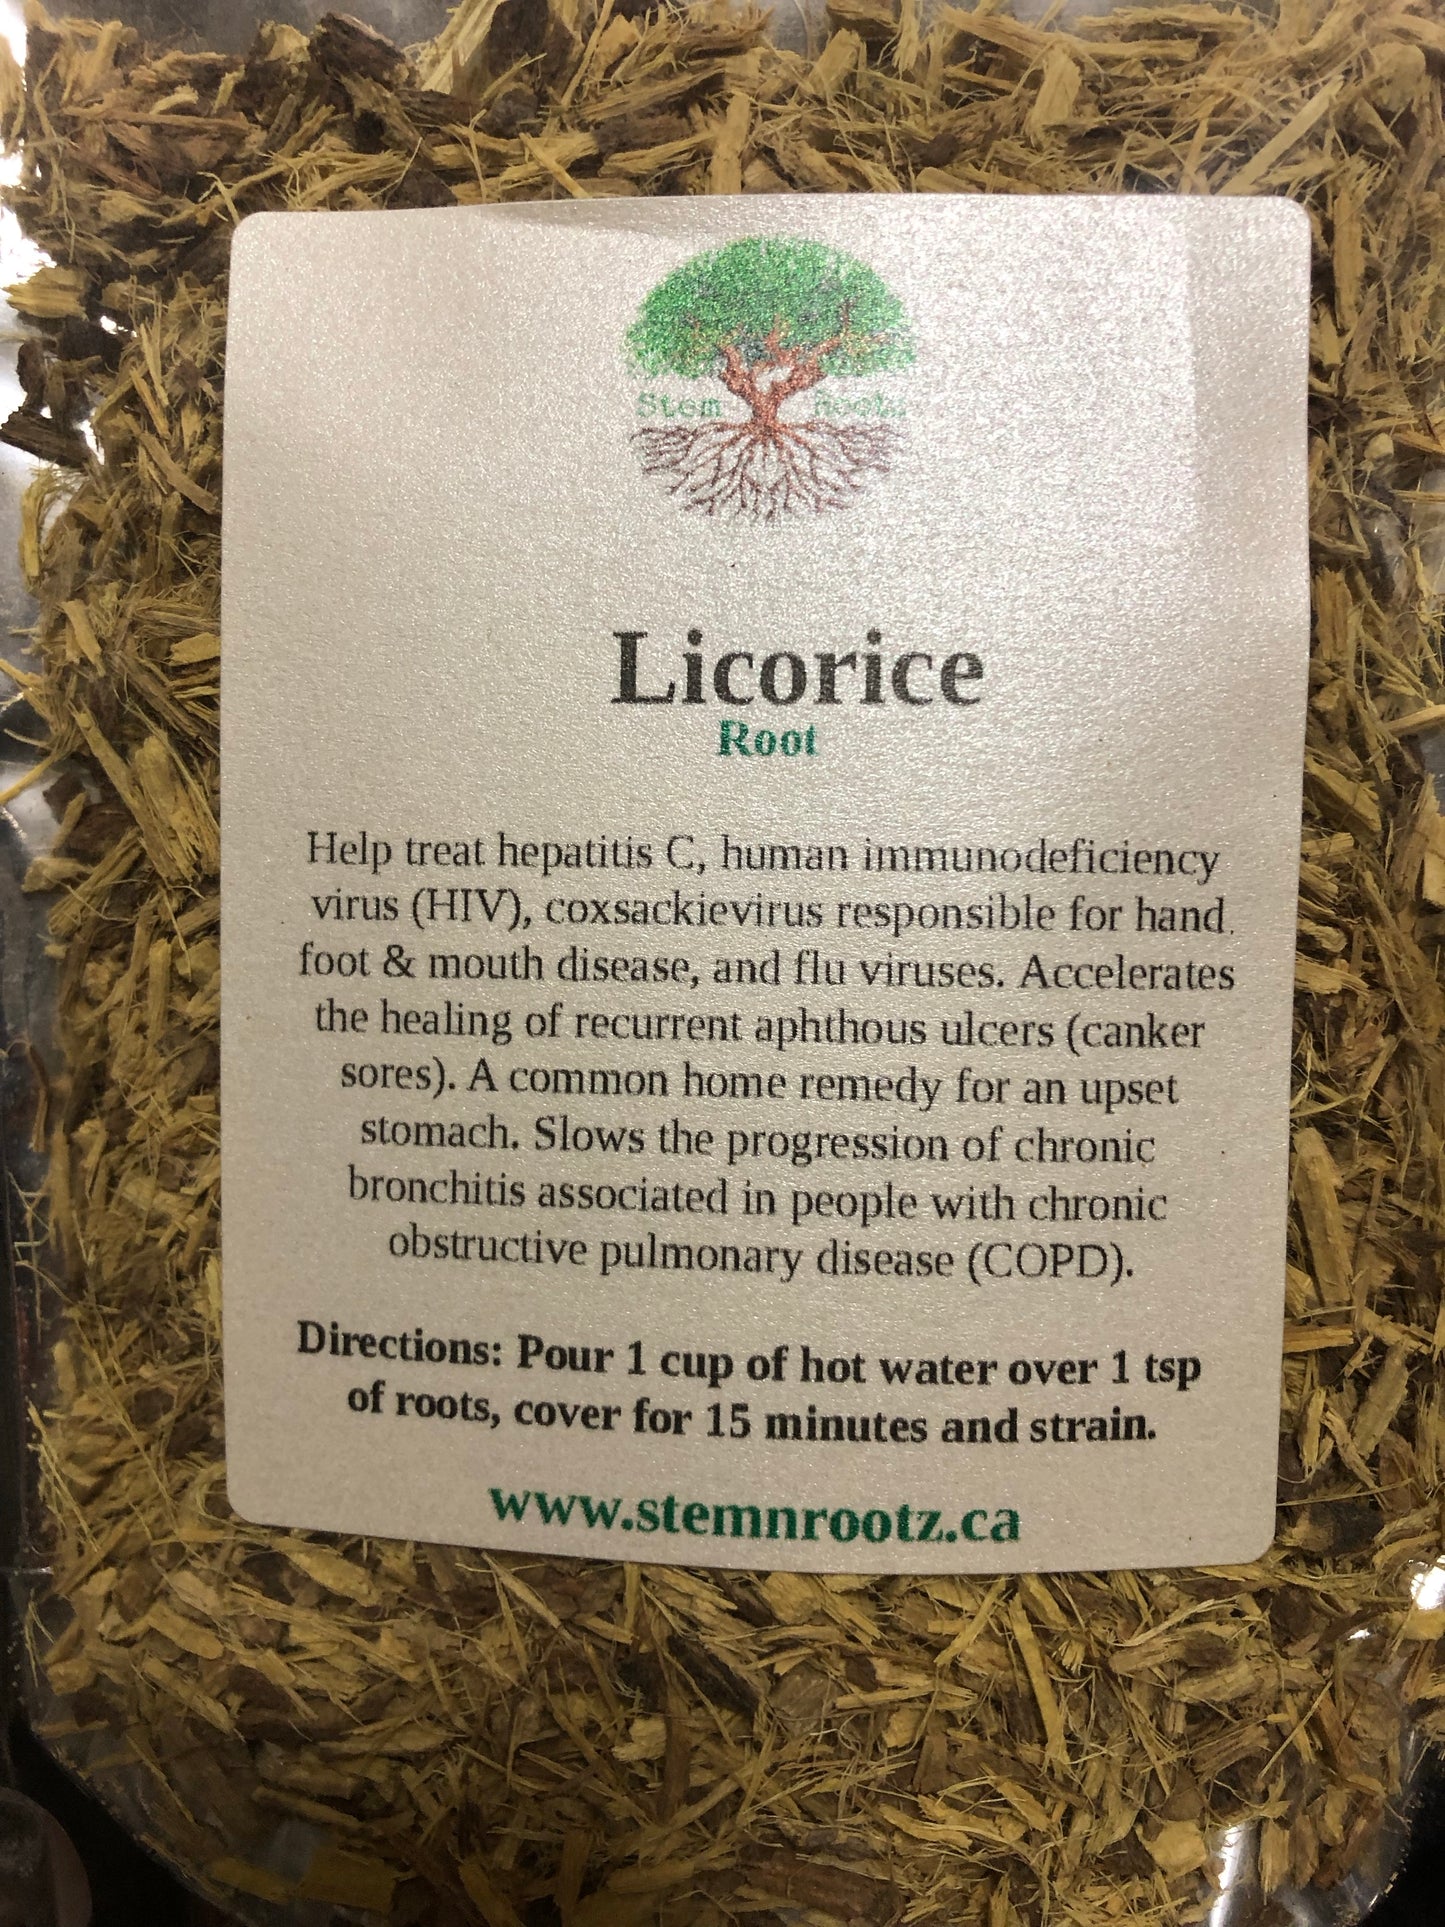 Stem Roots
Licorice
Root
Help treat hepatitis C, human immunodeficiency
virus (HIV), coxsackievirus responsible for hand,
foot & mouth disease, and flu viruses. Accelerates
the healing of recurrent aphthous ulcers (canker
sores). A common home remedy for an upset
stomach. Slows the progression of chronic
bronchitis associated in people with chronic
obstructive pulmonary disease (COPD).
Directions: Pour 1 cup of hot water over 1 tsp
of roots, cover for 15 minutes and strain.
www.stemnrootz.ca